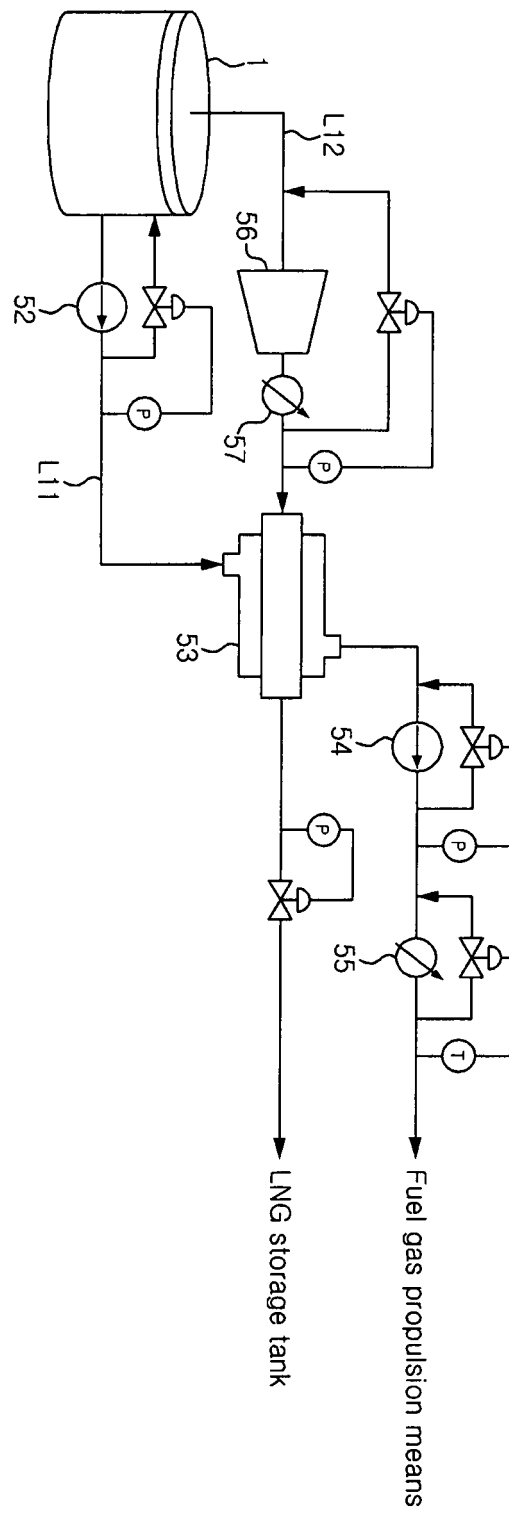 1
L12
56
57
P
52
P
L11
53
54
P
55
T
P
LNG storage tank
Fuel gas propulsion means